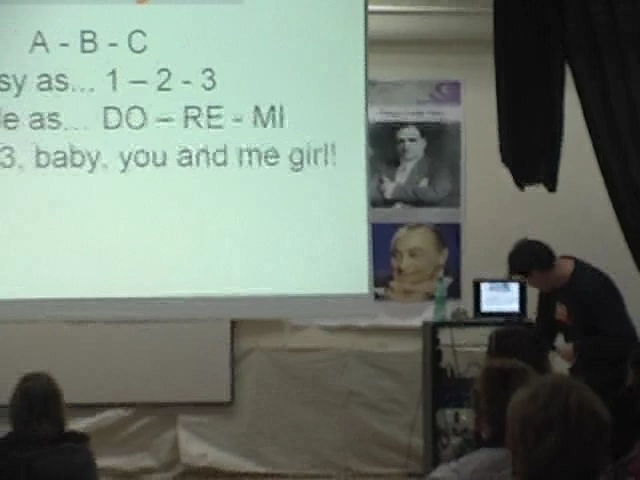 A - B - C
sy as... 1 – 2 - 3
le as... DO – RE - MI
3, baby, you and me girl!